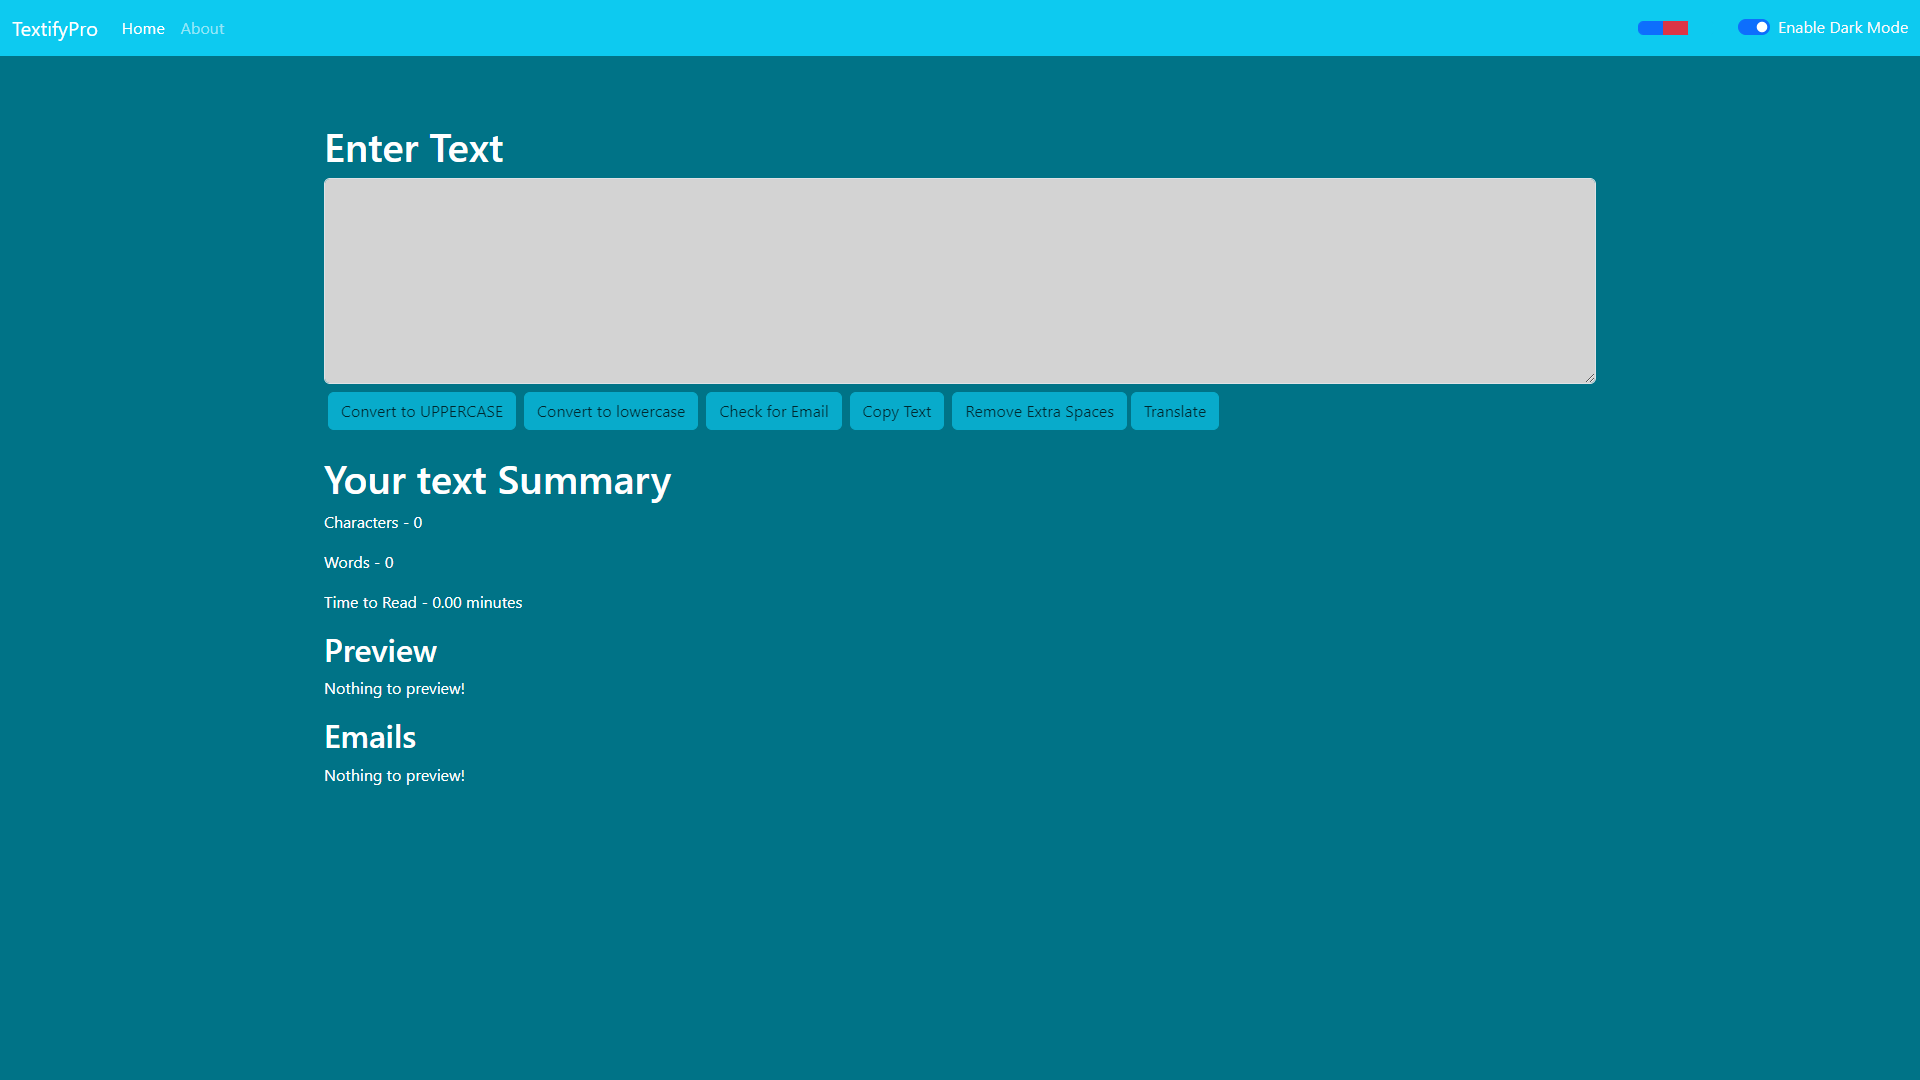 TextifyPro Home About Enable Dark Mode
Enter Text
Convert to UPPERCASE Convert to lowercase Check for Email Copy Text Remove Extra Spaces Translate
Your text Summary
Characters - 0
Words - 0
Time to Read - 0.00 minutes
Preview
Nothing to preview!
Emails
Nothing to preview!